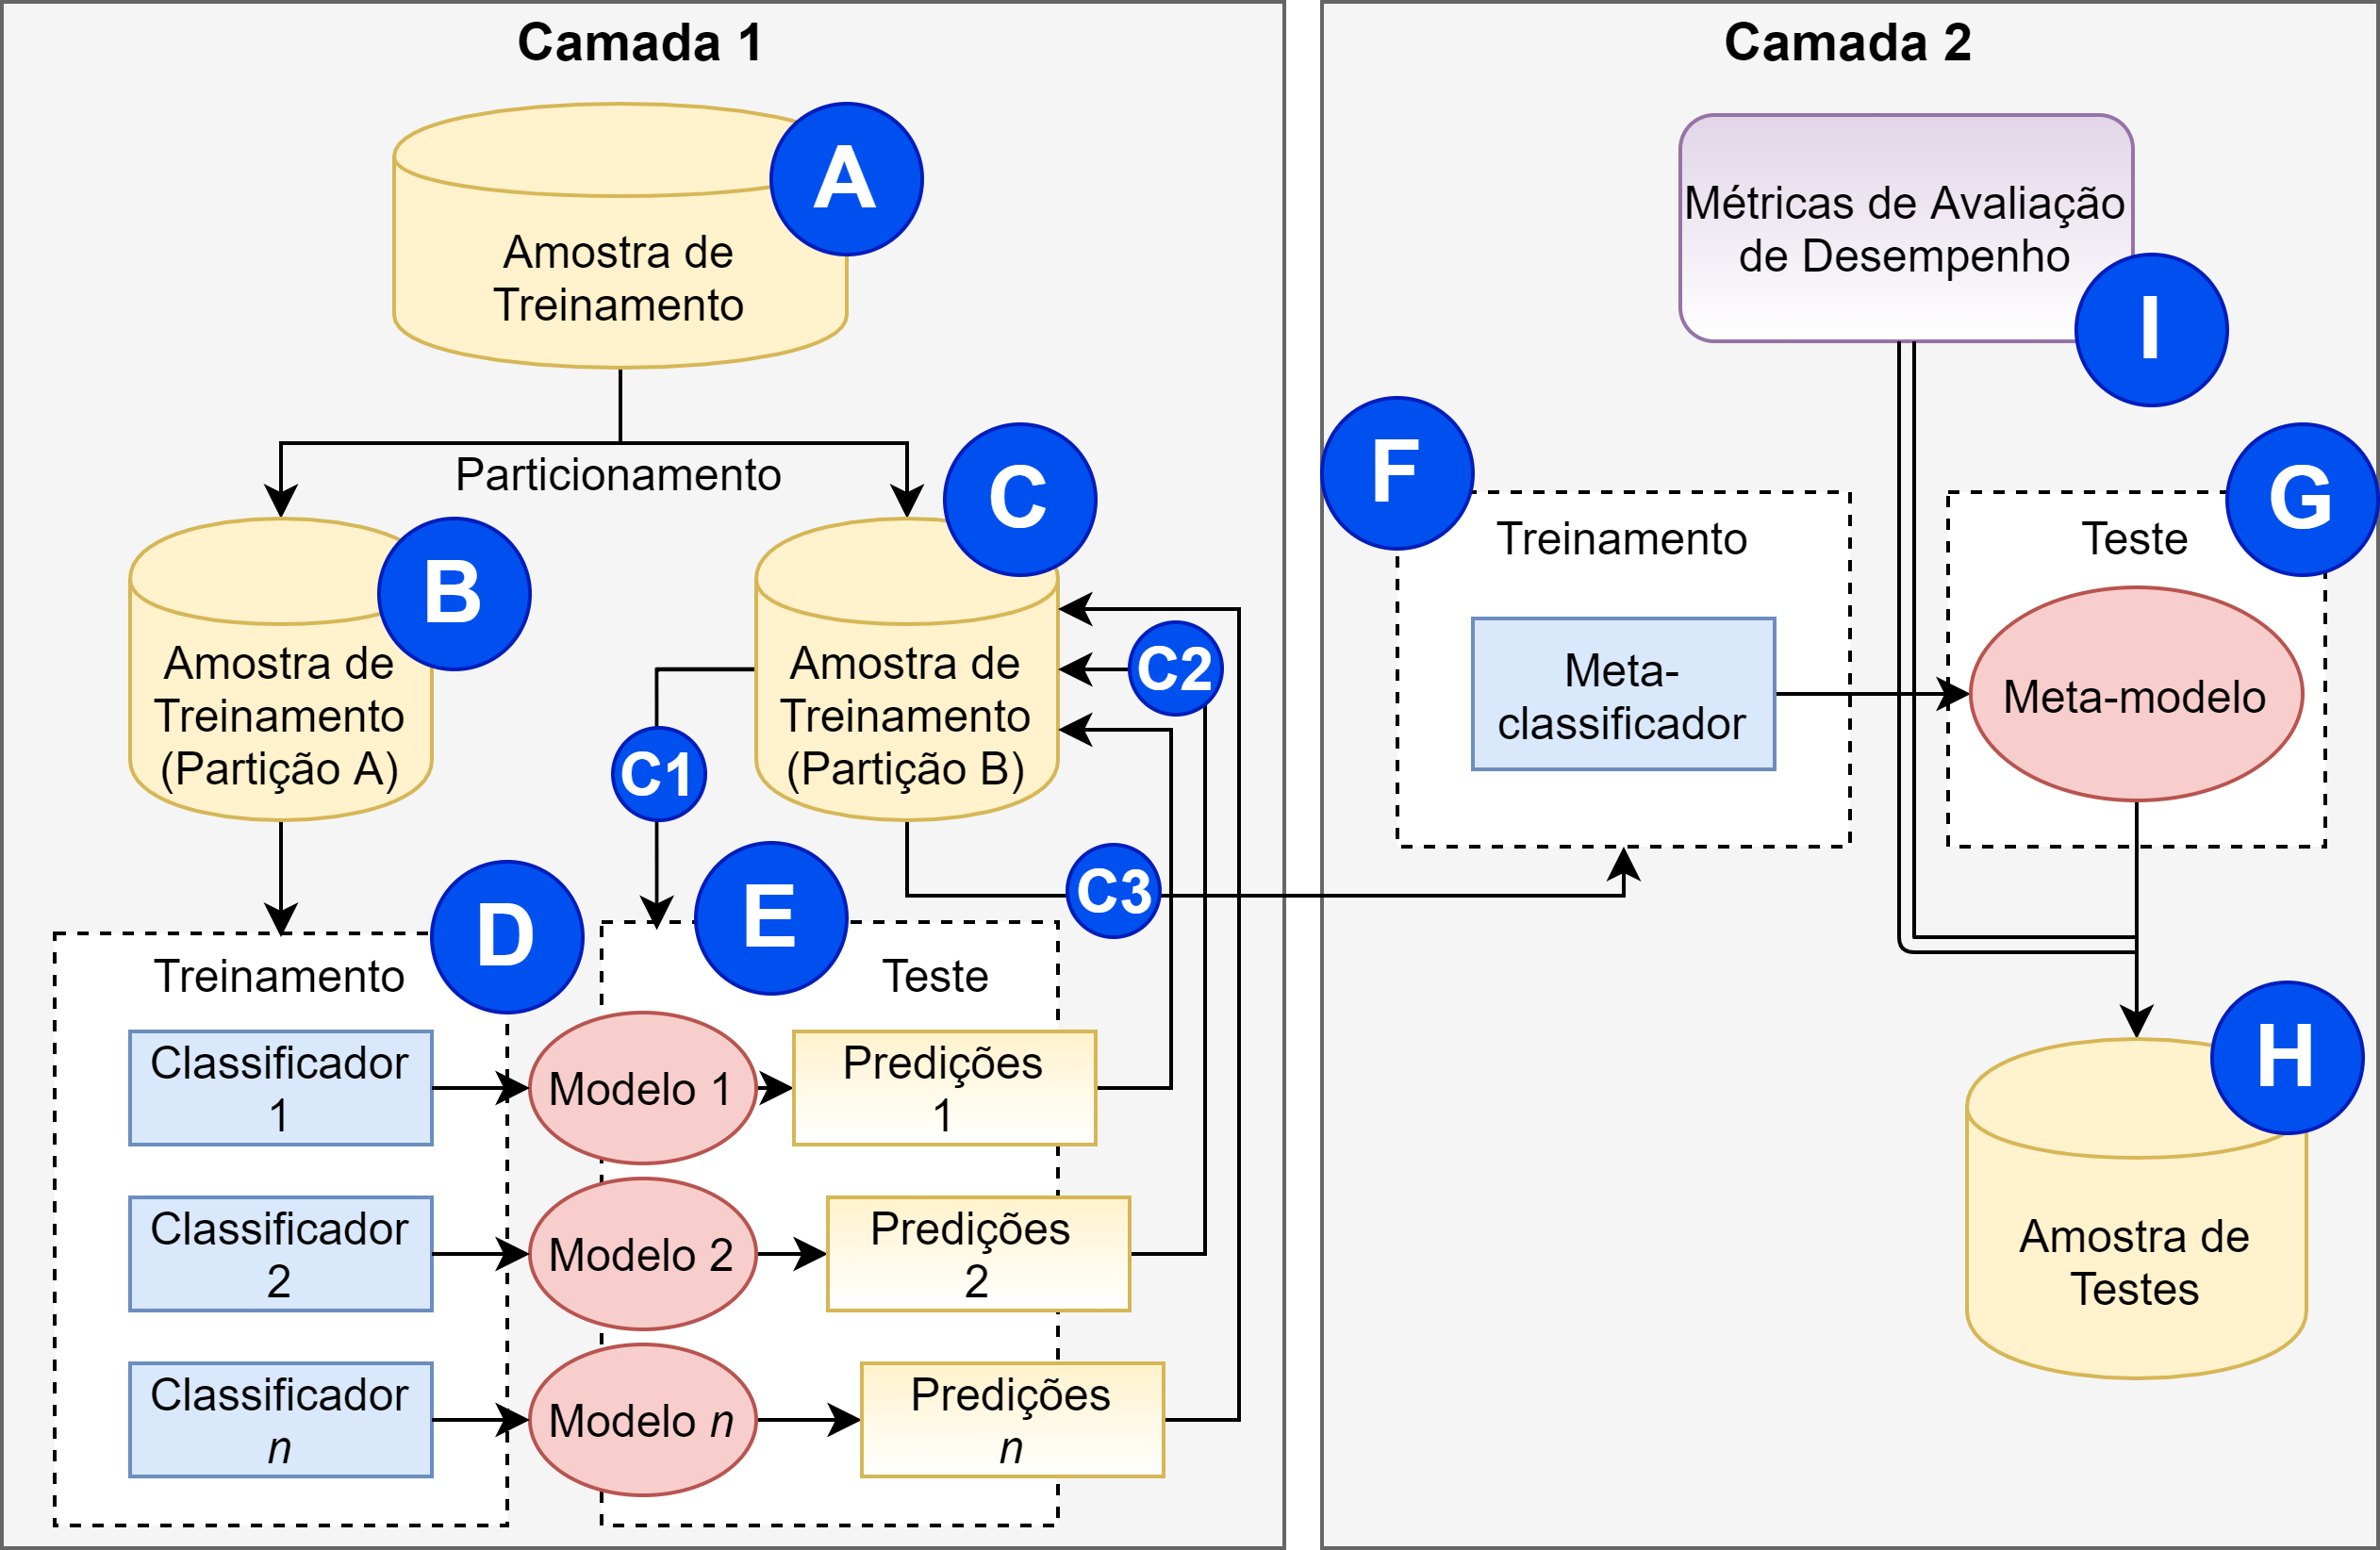 Camada 1
A
Amostra de
Treinamento
Particionamento
B
Amostra de
Treinamento
(Partição A)
C
Amostra de
Treinamento
(Partição B)
C1
C2
C3
D
Treinamento
Classificador
1
Classificador
2
Classificador
n
E
Teste
Modelo 1
Predições
1
Modelo 2
Predições
2
Modelo n
Predições
n
Camada 2
Métricas de Avaliação
de Desempenho
I
F
Treinamento
Meta-
classificador
G
Teste
Meta-modelo
H
Amostra de
Testes